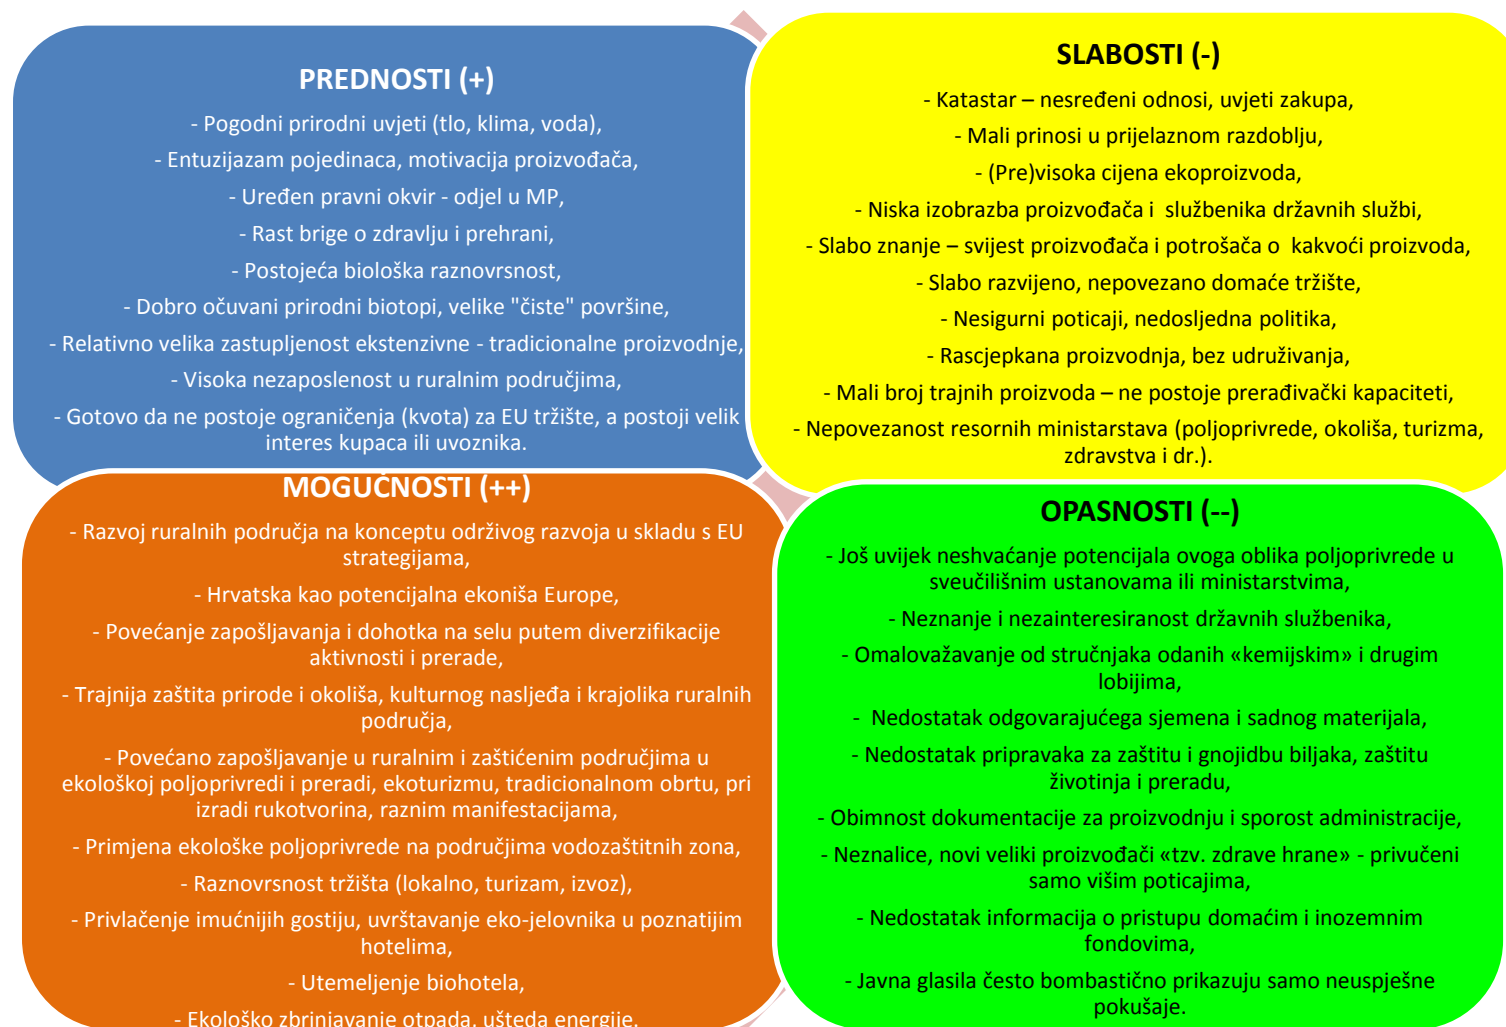 PREDNOSTI (+)
- Pogodni prirodni uvjeti (tlo, klima, voda),
- Entuzijazam pojedinaca, motivacija proizvođača,
- Uređen pravni okvir - odjel u MP,
- Rast brige o zdravlju i prehrani,
- Postojeća biološka raznovrsnost,
- Dobro očuvani prirodni biotopi, velike "čiste" površine,
- Relativno velika zastupljenost ekstenzivne - tradicionalne proizvodnje,
- Visoka nezaposlenost u ruralnim područjima,
- Gotovo da ne postoje ograničenja (kvota) za EU tržište, a postoji velik
interes kupaca ili uvoznika.
SLABOSTI (-)
- Katastar – nesređeni odnosi, uvjeti zakupa,
- Mali prinosi u prijelaznom razdoblju,
- (Pre)visoka cijena ekoproizvoda,
- Niska izobrazba proizvođača i službenika državnih službi,
- Slabo znanje – svijest proizvođača i potrošača o kakvoći proizvoda,
- Slabo razvijeno, nepovezano domaće tržište,
- Nesigurni poticaji, nedosljedna politika,
- Rascjepkana proizvodnja, bez udruživanja,
- Mali broj trajnih proizvoda – ne postoje prerađivački kapaciteti,
- Nepovezanost resornih ministarstava (poljoprivrede, okoliša, turizma,
zdravstva i dr.).
MOGUĆNOSTI (++)
- Razvoj ruralnih područja na konceptu održivog razvoja u skladu s EU
strategijama,
- Hrvatska kao potencijalna ekoniša Europe,
- Povećanje zapošljavanja i dohotka na selu putem diverzifikacije
aktivnosti i prerade,
- Trajnija zaštita prirode i okoliša, kulturnog nasljeđa i krajolika ruralnih
područja,
- Povećano zapošljavanje u ruralnim i zaštićenim područjima u
ekološkoj poljoprivredi i preradi, ekoturizmu, tradicionalnom obrtu, pri
izradi rukotvorina, raznim manifestacijama,
- Primjena ekološke poljoprivrede na područjima vodozaštitnih zona,
- Raznovrsnost tržišta (lokalno, turizam, izvoz),
- Privlačenje imućnijih gostiju, uvrštavanje eko-jelovnika u poznatijim
hotelima,
- Utemeljenje biohotela,
- Ekološko zbrinjavanje otpada, ušteda energije.
OPASNOSTI (--)
- Još uvijek neshvaćanje potencijala ovoga oblika poljoprivrede u
sveučilišnim ustanovama ili ministarstvima,
- Neznanje i nezainteresiranost državnih službenika,
- Omalovažavanje od stručnjaka odanih «kemijskim» i drugim
lobijima,
- Nedostatak odgovarajućega sjemena i sadnog materijala,
- Nedostatak pripravaka za zaštitu i gnojidbu biljaka, zaštitu
životinja i preradu,
- Obimnost dokumentacije za proizvodnju i sporost administracije,
- Neznalice, novi veliki proizvođači «tzv. zdrave hrane» - privučeni
samo višim poticajima,
- Nedostatak informacija o pristupu domaćim i inozemnim
fondovima,
- Javna glasila često bombastično prikazuju samo neuspješne
pokušaje.